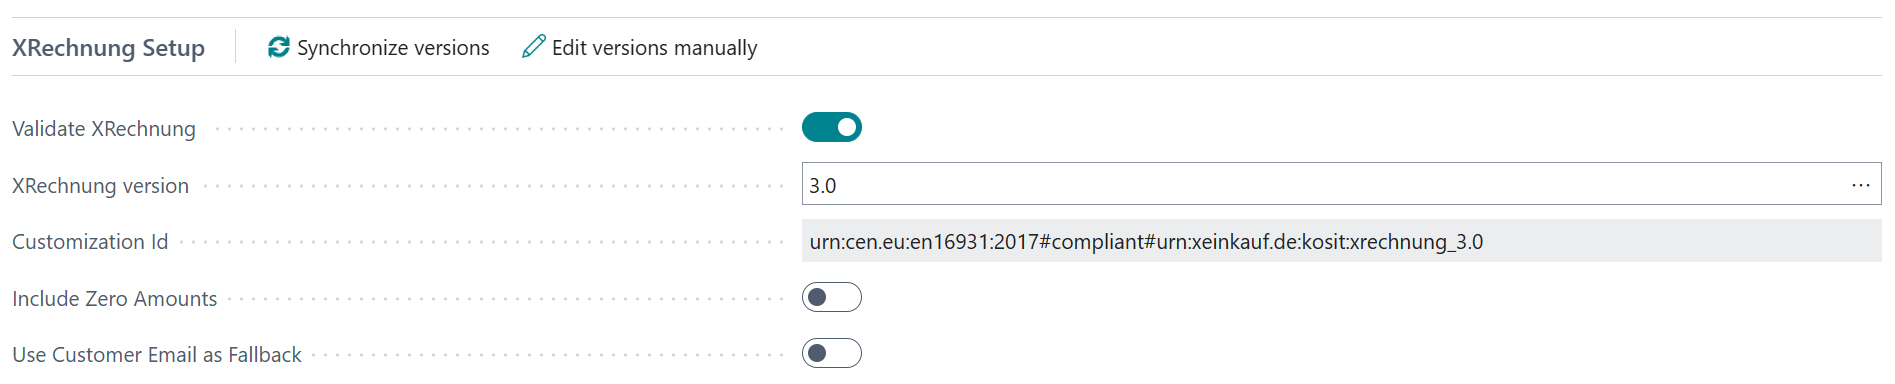 XRechnung Setup Synchronize versions Edit versions manually
Validate XRechnung
XRechnung version 3.0 ...
Customization Id urn:cen.eu:en16931:2017#compliant#urn:xeinkauf.de:kosit:xrechnung_3.0
Include Zero Amounts
Use Customer Email as Fallback